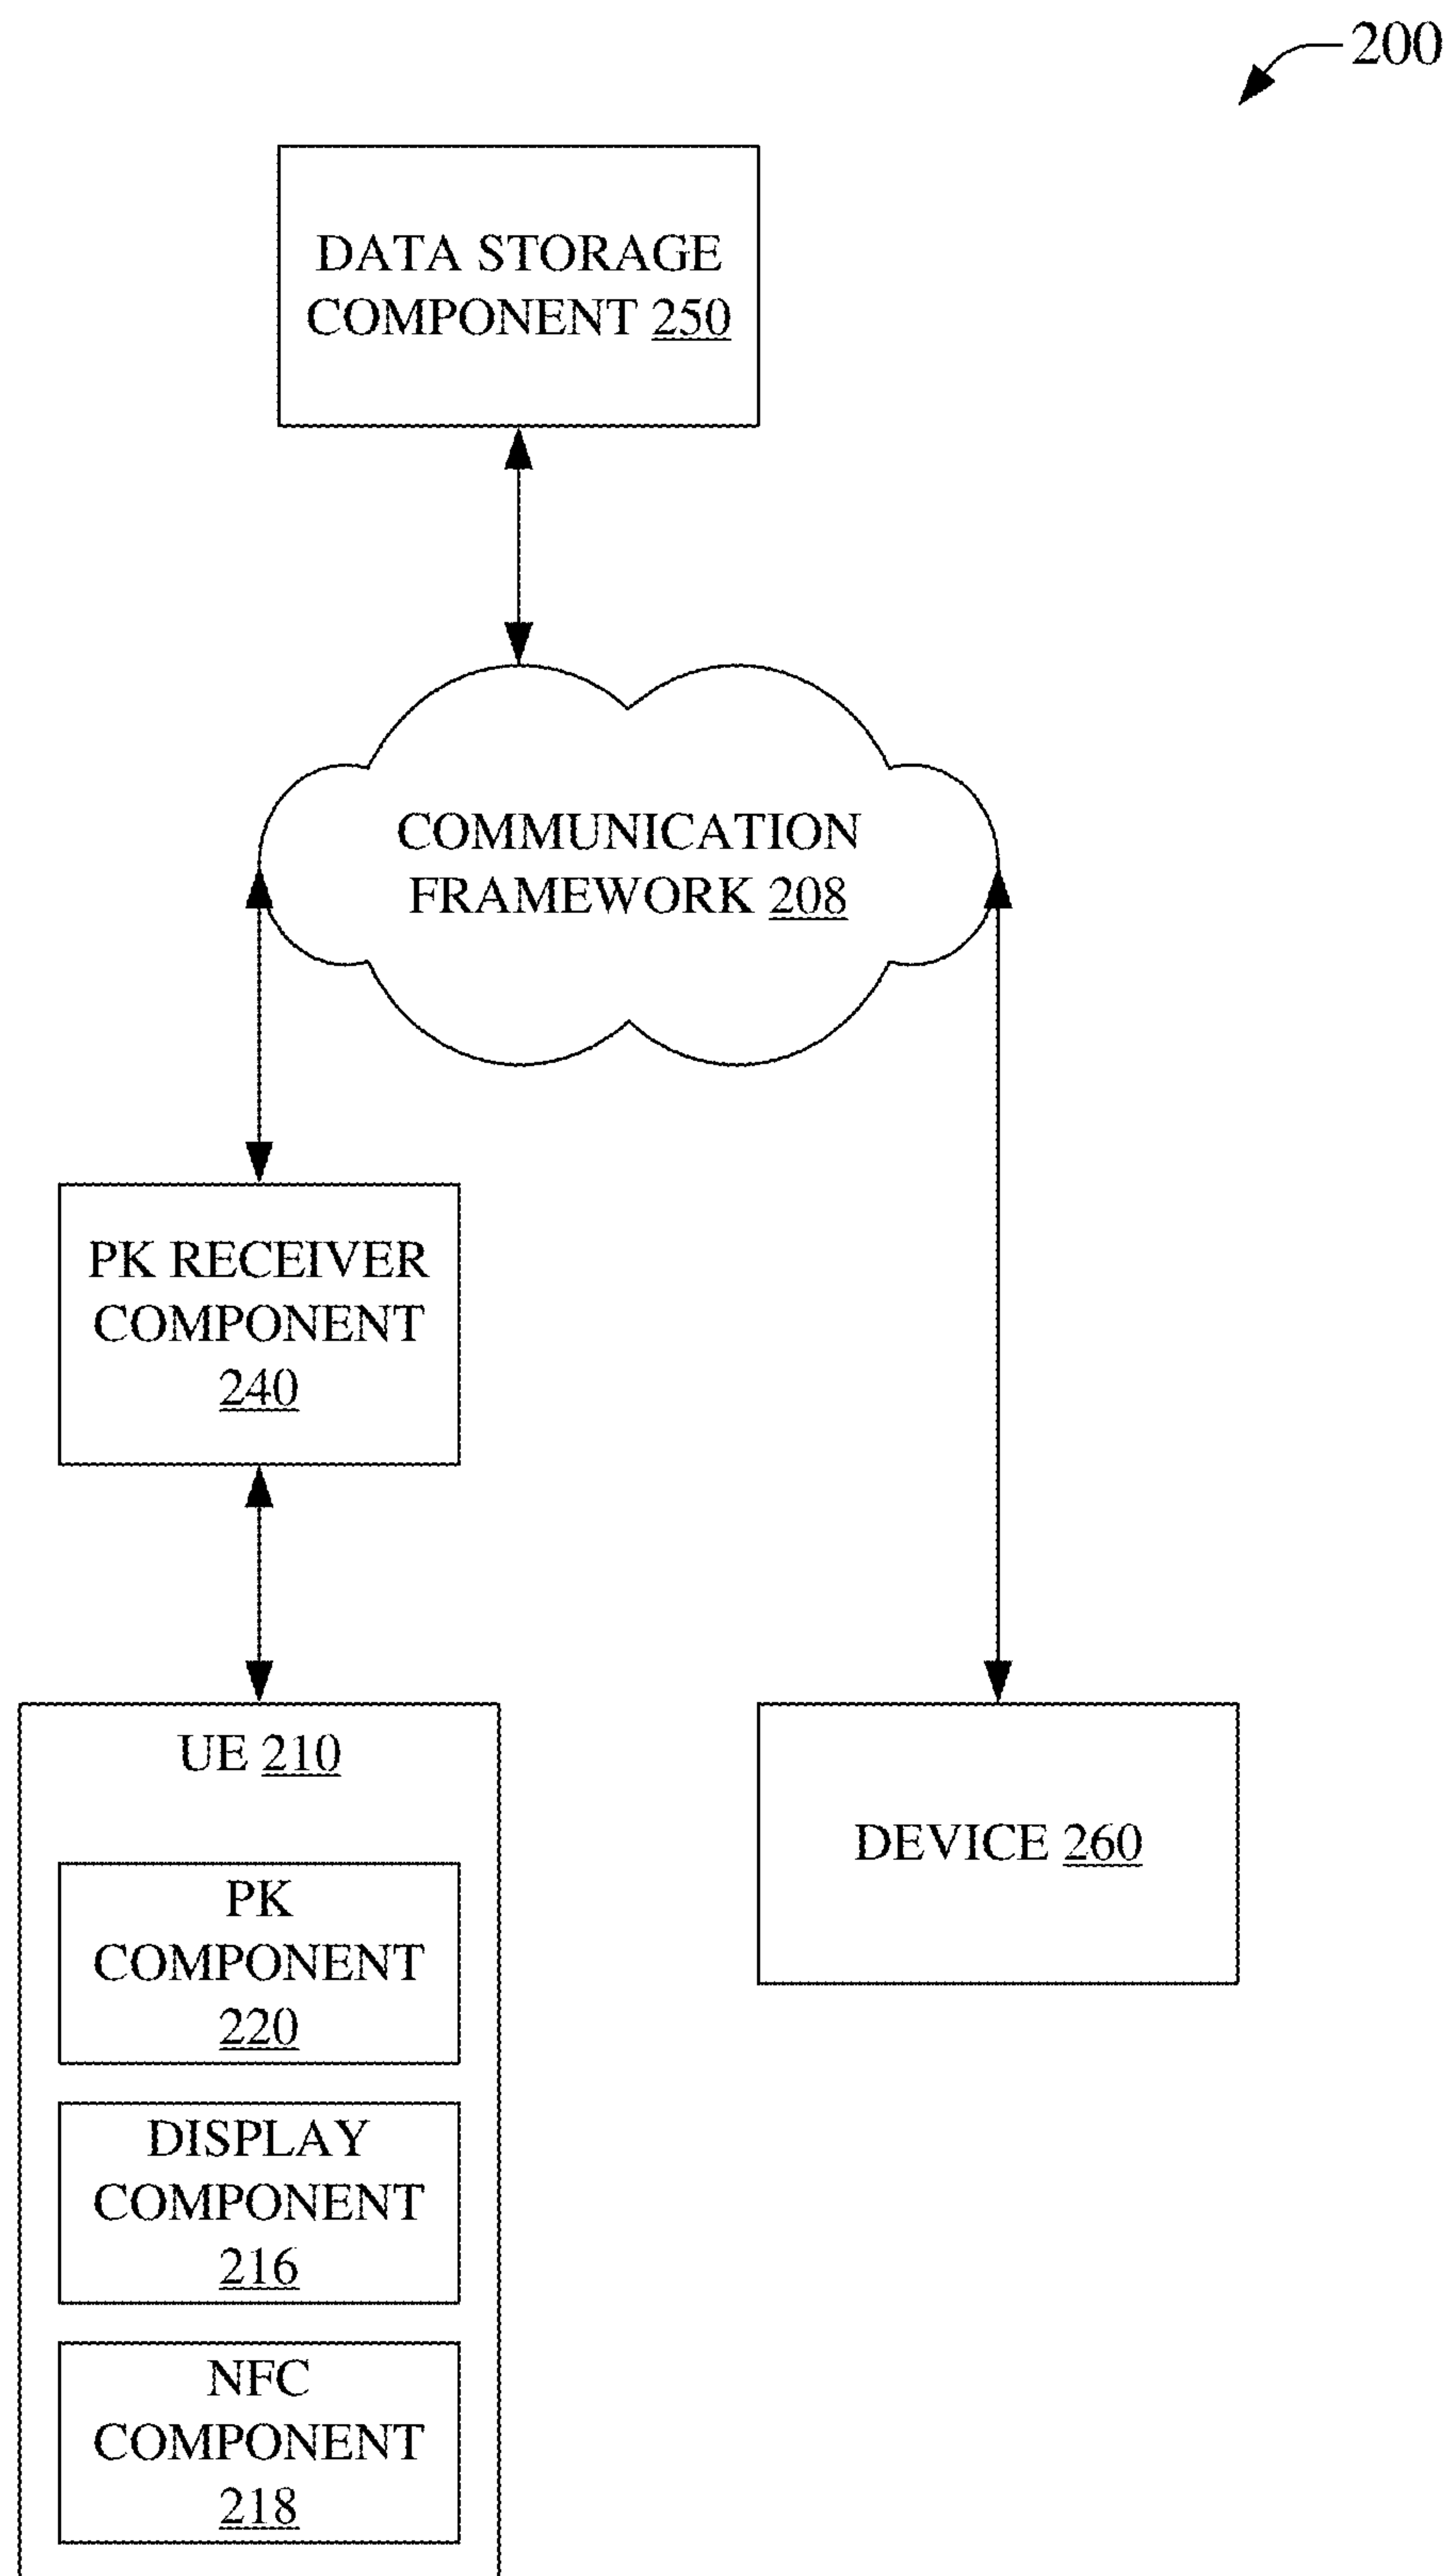 200
DATA STORAGE
COMPONENT 250
COMMUNICATION
FRAMEWORK 208
PK RECEIVER
COMPONENT
240
UE 210
PK
COMPONENT
220
DISPLAY
COMPONENT
216
NFC
COMPONENT
218
DEVICE 260